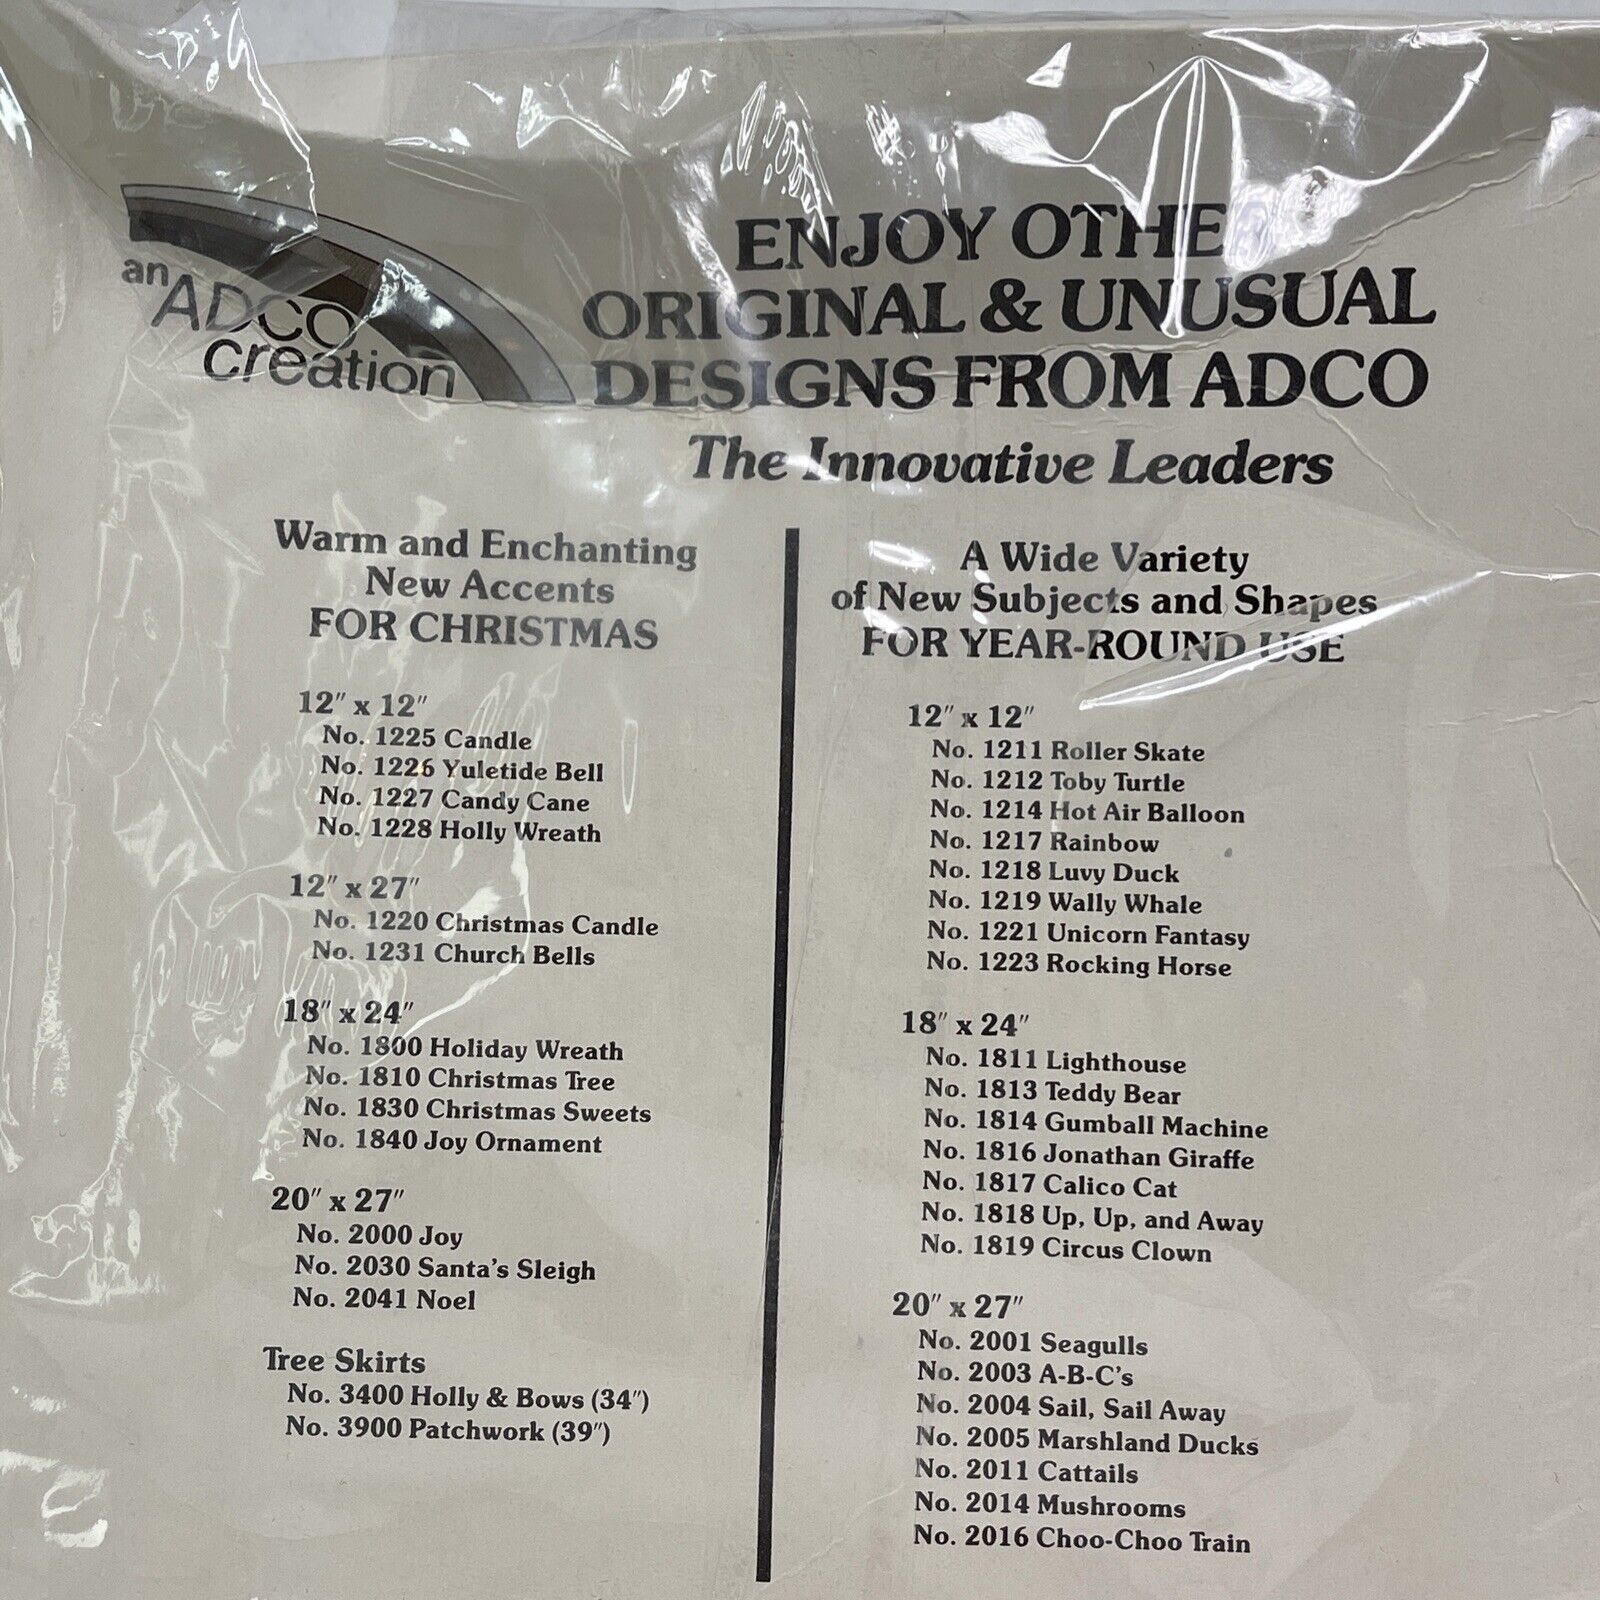 an ADCO
creation
ENJOY OTHE
ORIGINAL & UNUSUAL
DESIGNS FROM ADCO
The Innovative Leaders
Warm and Enchanting
New Accents
FOR CHRISTMAS
12" x 12"
No. 1225 Candle
No. 1226 Yuletide Bell
No. 1227 Candy Cane
No. 1228 Holly Wreath
12" x 27"
No. 1220 Christmas Candle
No. 1231 Church Bells
18" x 24"
No. 1800 Holiday Wreath
No. 1810 Christmas Tree
No. 1830 Christmas Sweets
No. 1840 Joy Ornament
20" x 27"
No. 2000 Joy
No. 2030 Santa's Sleigh
No. 2041 Noel
Tree Skirts
No. 3400 Holly & Bows (34")
No. 3900 Patchwork (39")
A Wide Variety
of New Subjects and Shapes
FOR YEAR-ROUND USE
12" x 12"
No. 1211 Roller Skate
No. 1212 Toby Turtle
No. 1214 Hot Air Balloon
No. 1217 Rainbow
No. 1218 Luvy Duck
No. 1219 Wally Whale
No. 1221 Unicorn Fantasy
No. 1223 Rocking Horse
18" x 24"
No. 1811 Lighthouse
No. 1813 Teddy Bear
No. 1814 Gumball Machine
No. 1816 Jonathan Giraffe
No. 1817 Calico Cat
No. 1818 Up, Up, and Away
No. 1819 Circus Clown
20" x 27"
No. 2001 Seagulls
No. 2003 A-B-C's
No. 2004 Sail, Sail Away
No. 2005 Marshland Ducks
No. 2011 Cattails
No. 2014 Mushrooms
No. 2016 Choo-Choo Train